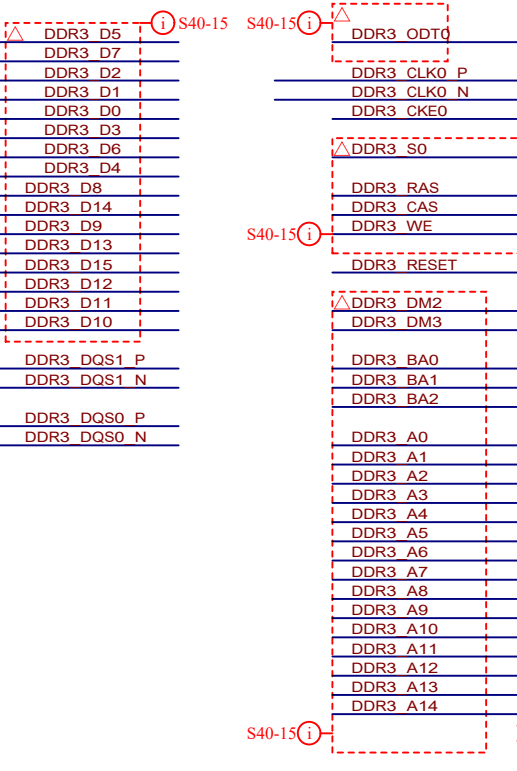 i S40-15
DDR3_D5
DDR3_D7
DDR3_D2
DDR3_D1
DDR3_D0
DDR3_D3
DDR3_D6
DDR3_D4
DDR3_D8
DDR3_D14
DDR3_D9
DDR3_D13
DDR3_D15
DDR3_D12
DDR3_D11
DDR3_D10
DDR3_DQS1_P
DDR3_DQS1_N
DDR3_DQS0_P
DDR3_DQS0_N
S40-15 i
DDR3_ODT0
DDR3_CLK0_P
DDR3_CLK0_N
DDR3_CKE0
DDR3_S0
DDR3_RAS
DDR3_CAS
DDR3_WE
S40-15 i
DDR3_RESET
DDR3_DM2
DDR3_DM3
DDR3_BA0
DDR3_BA1
DDR3_BA2
DDR3_A0
DDR3_A1
DDR3_A2
DDR3_A3
DDR3_A4
DDR3_A5
DDR3_A6
DDR3_A7
DDR3_A8
DDR3_A9
DDR3_A10
DDR3_A11
DDR3_A12
DDR3_A13
DDR3_A14
S40-15 i